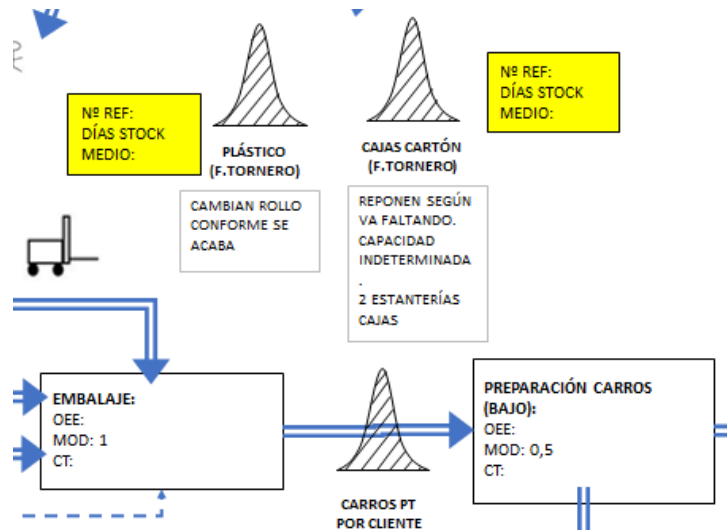 Nº REF:
DÍAS STOCK
MEDIO:
PLÁSTICO
(F.TORNERO)
CAJAS CARTÓN
(F.TORNERO)
Nº REF:
DÍAS STOCK
MEDIO:
CAMBIAN ROLLO
CONFORME SE
ACABA
REPONEN SEGÚN
VA FALTANDO.
CAPACIDAD
INDETERMINADA
.
2 ESTANTERÍAS
CAJAS
EMBALAJE:
OEE:
MOD: 1
CT:
CARROS PT
POR CLIENTE
PREPARACIÓN CARROS
(BAJO):
OEE:
MOD: 0,5
CT: